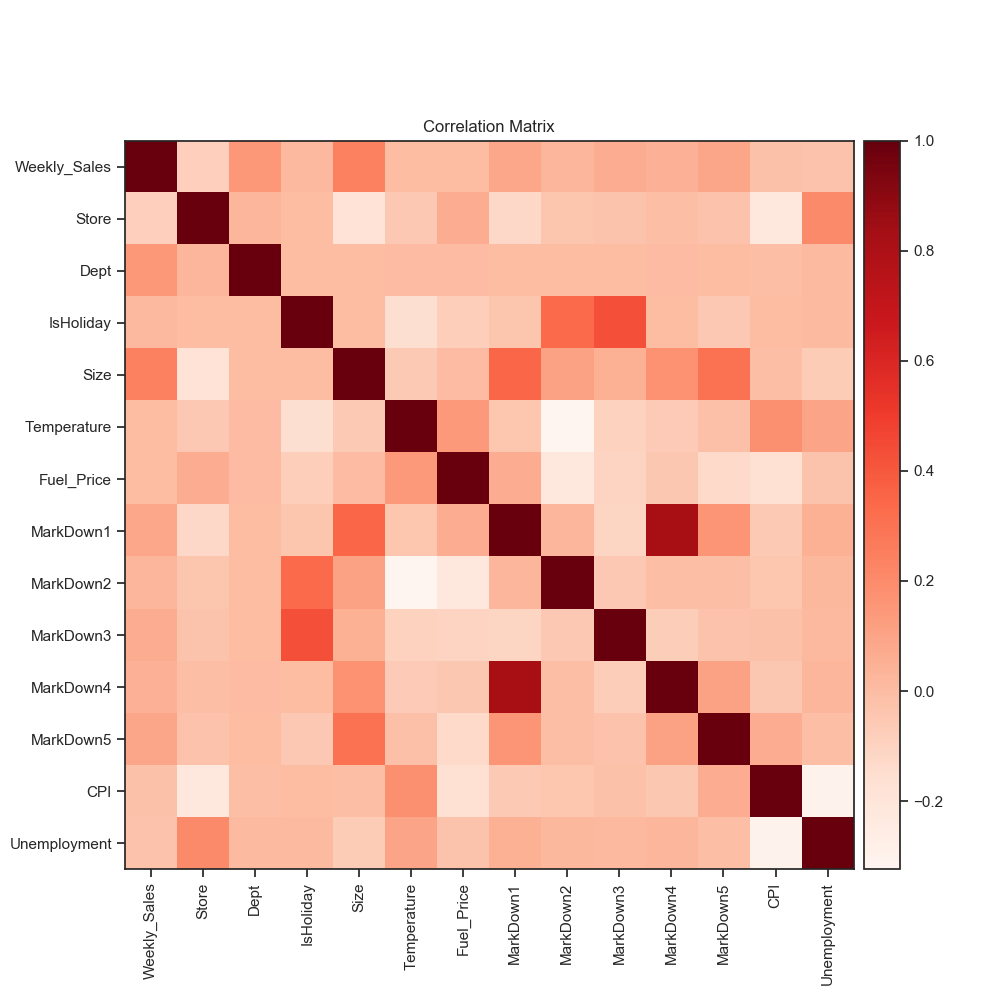 Correlation Matrix
Weekly_Sales
Store
Dept
IsHoliday
Size
Temperature
Fuel_Price
MarkDown1
MarkDown2
MarkDown3
MarkDown4
MarkDown5
CPI
Unemployment
Weekly_Sales
Store
Dept
IsHoliday
Size
Temperature
Fuel_Price
MarkDown1
MarkDown2
MarkDown3
MarkDown4
MarkDown5
CPI
Unemployment
1.0
0.8
0.6
0.4
0.2
0.0
−0.2